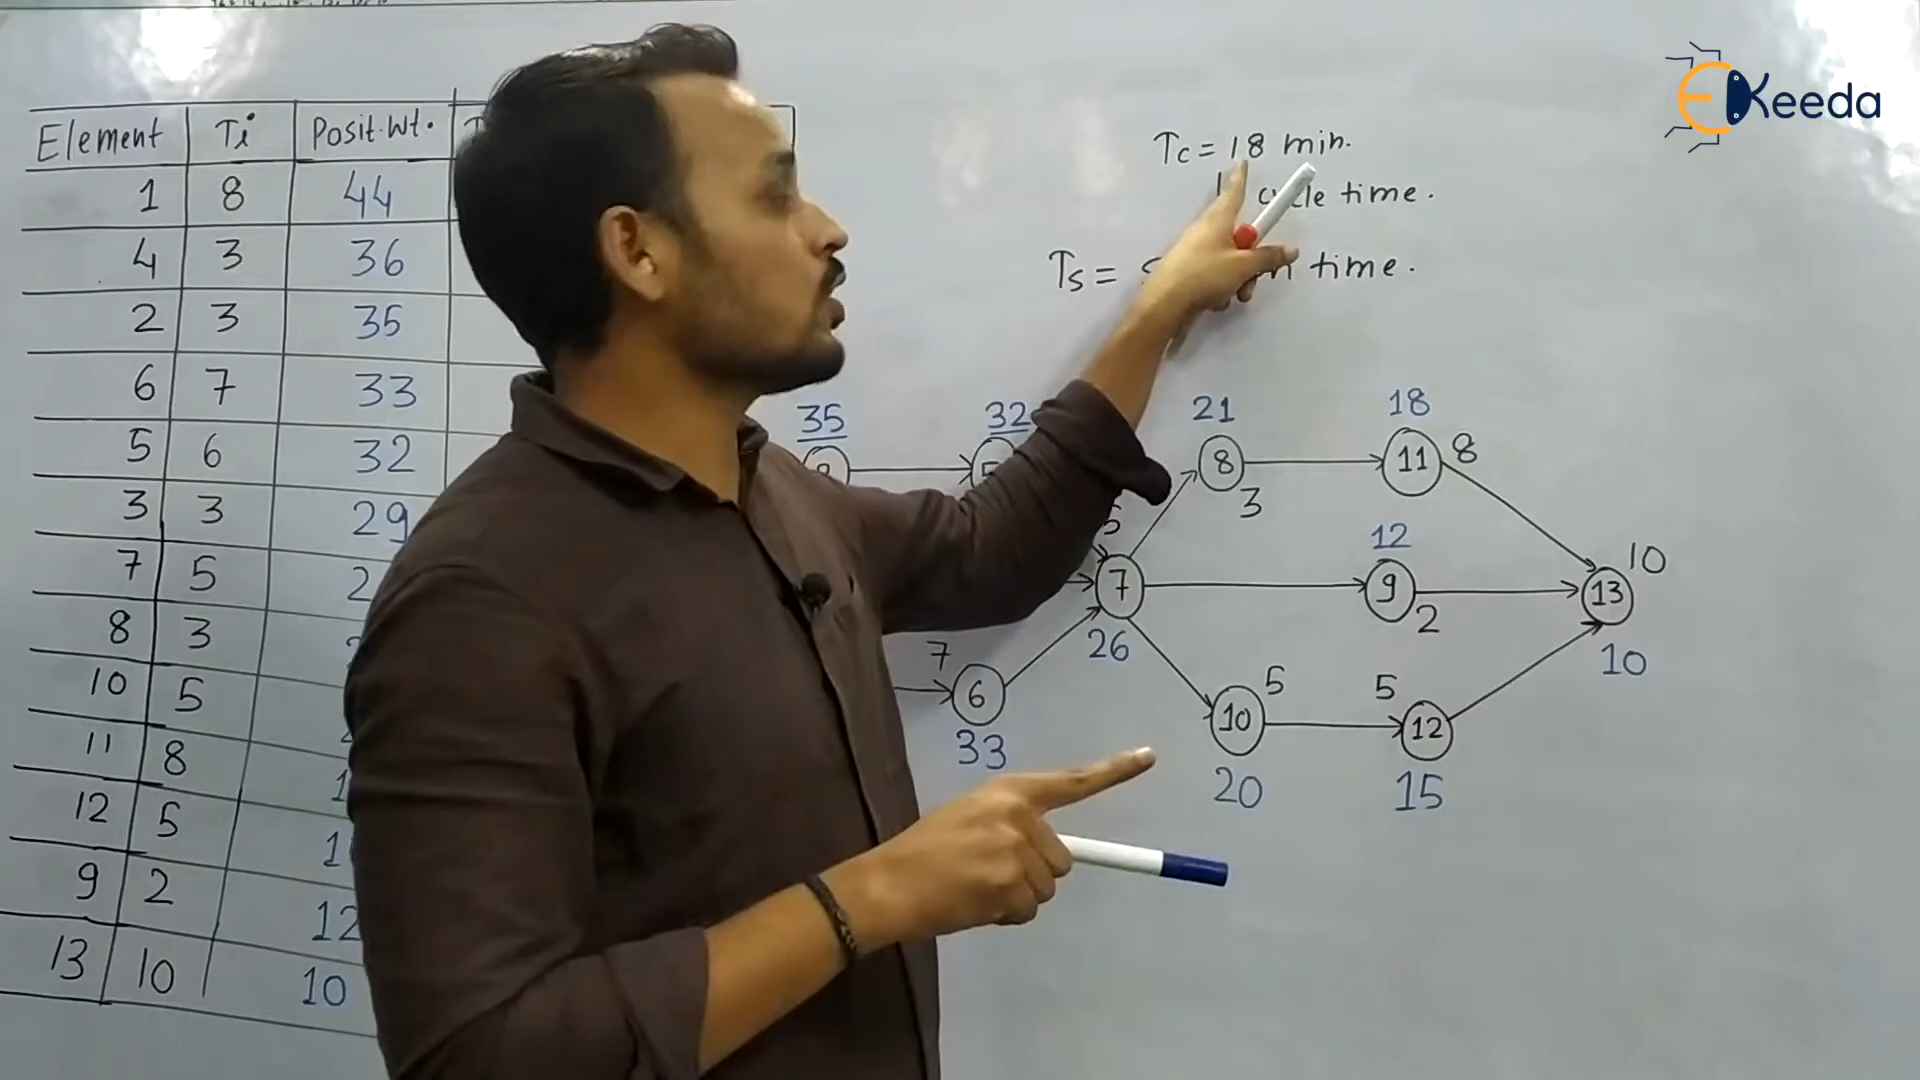 Element Ti Posit.Wt.
1 8 44
4 3 36
2 3 35
6 7 33
5 6 32
3 3 29
7 5
8 3
10 5
11 8
12 5
9 2 12
13 10 10
Tc = 18 min.
cycle time.
Ts = time.
35 32 21 18
8 11 8
3
12 10
7 9 13
2
7 26 10
6 5 5
10 12
33 20 15
EKeeda